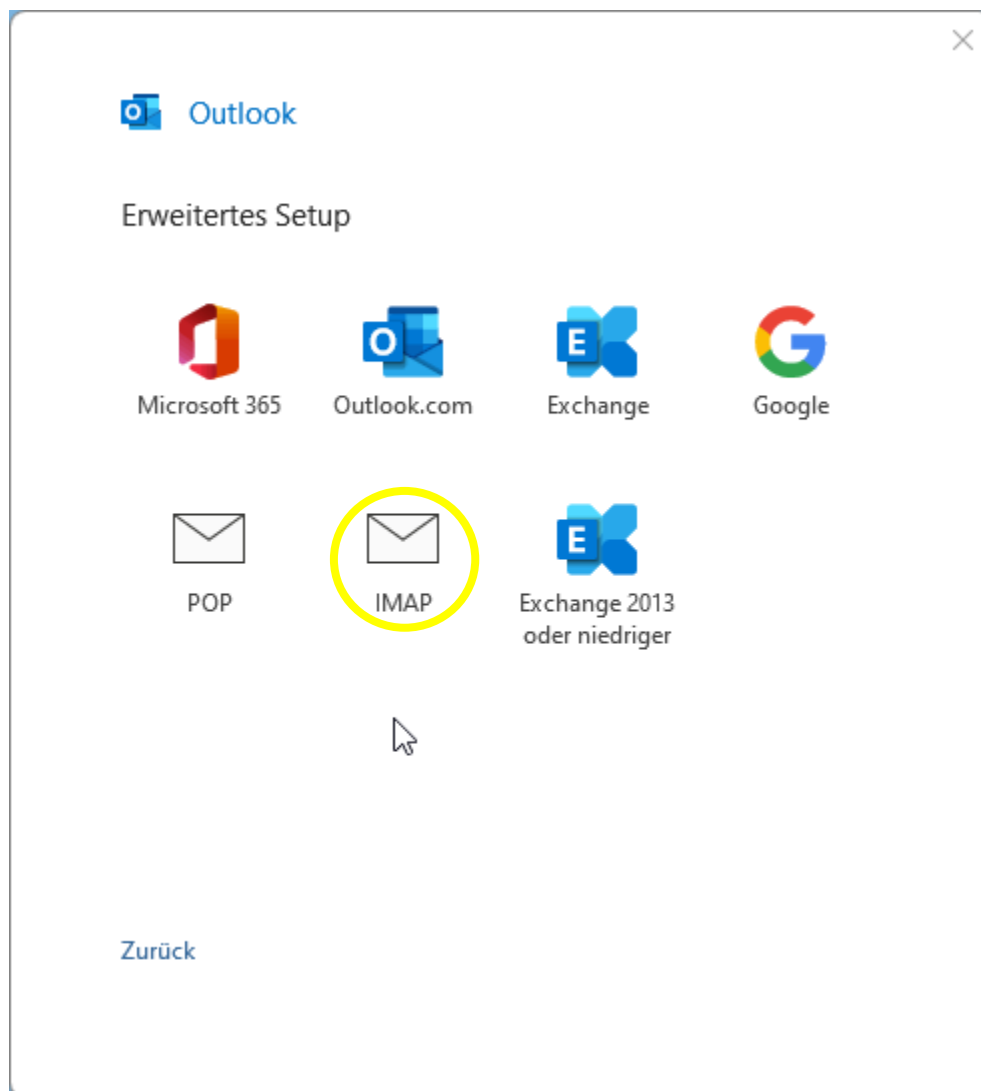 Outlook
Erweitertes Setup
Microsoft 365
Outlook.com
Exchange
Google
POP
IMAP
Exchange 2013
oder niedriger
Zurück